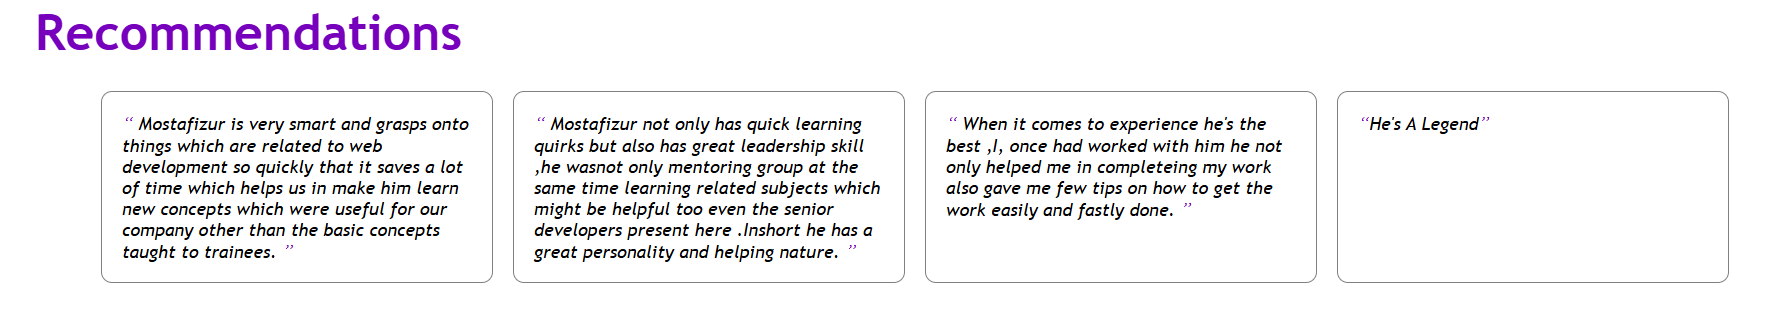 Recommendations
“ Mostafizur is very smart and grasps onto
things which are related to web
development so quickly that it saves a lot
of time which helps us in make him learn
new concepts which were useful for our
company other than the basic concepts
taught to trainees. ”
“ Mostafizur not only has quick learning
quirks but also has great leadership skill
,he wasnot only mentoring group at the
same time learning related subjects which
might be helpful too even the senior
developers present here .Inshort he has a
great personality and helping nature. ”
“ When it comes to experience he's the
best ,I, once had worked with him he not
only helped me in completeing my work
also gave me few tips on how to get the
work easily and fastly done. ”
“He's A Legend”